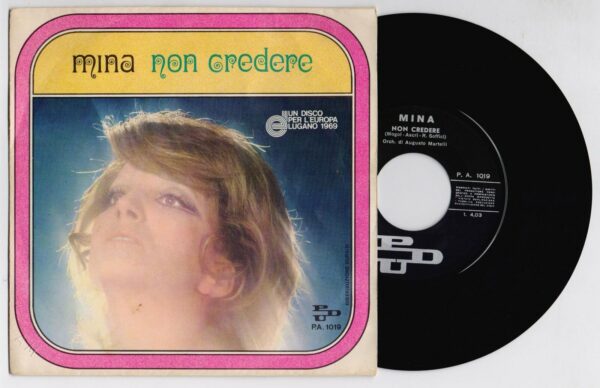 mina non credere
UN DISCO
PER L'EUROPA
LUGANO 1969
PDU
P.A. 1019
MINA
NON CREDERE
(Mogol - Ascri - R. Soffici)
Orch. di Augusto Martelli
P. A. 1019
t. 4,03
PDU